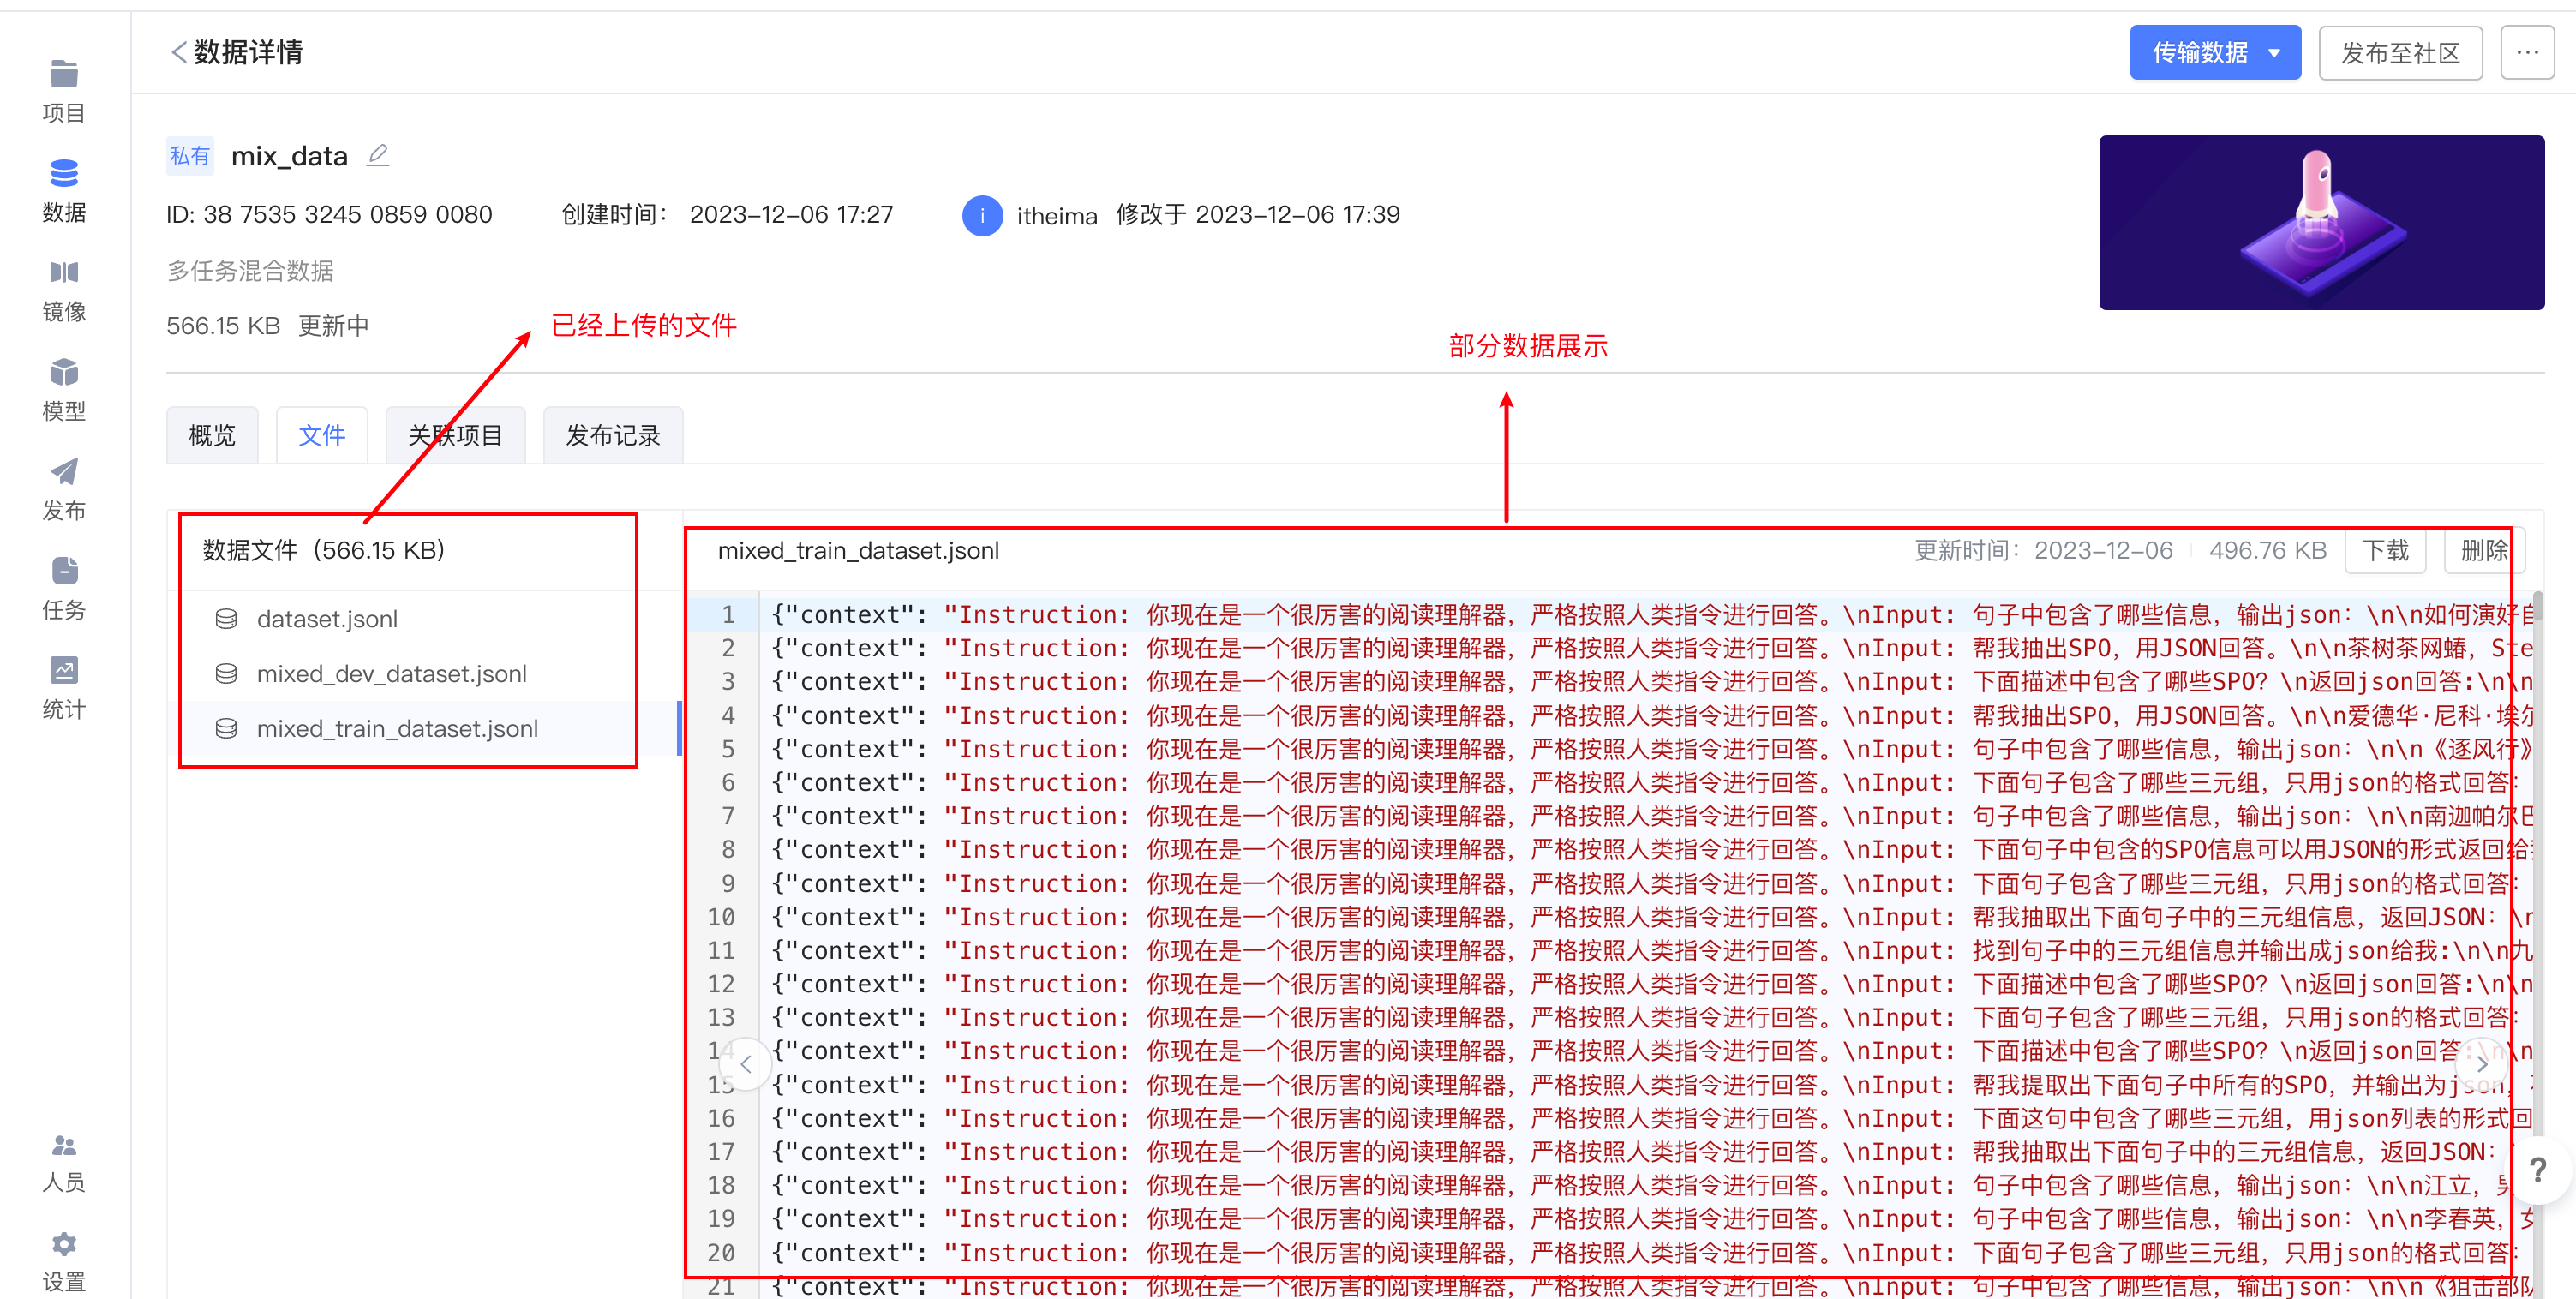 数据详情
传输数据
发布至社区
...
项目
数据
镜像
模型
发布
任务
统计
人员
设置
私有 mix_data
ID: 38 7535 3245 0859 0080 创建时间： 2023-12-06 17:27 i itheima 修改于 2023-12-06 17:39
多任务混合数据
566.15 KB 更新中
已经上传的文件
部分数据展示
概览 文件 关联项目 发布记录
数据文件（566.15 KB）
dataset.jsonl
mixed_dev_dataset.jsonl
mixed_train_dataset.jsonl
mixed_train_dataset.jsonl 更新时间： 2023-12-06 496.76 KB 下载 删除
1 {"context": "Instruction: 你现在是一个很厉害的阅读理解器，严格按照人类指令进行回答。\nInput: 句子中包含了哪些信息，输出json：\n\n如何演好自
2 {"context": "Instruction: 你现在是一个很厉害的阅读理解器，严格按照人类指令进行回答。\nInput: 帮我抽出SPO，用JSON回答。\n\n茶树茶网蝽，Ste
3 {"context": "Instruction: 你现在是一个很厉害的阅读理解器，严格按照人类指令进行回答。\nInput: 下面描述中包含了哪些SPO？\n返回json回答:\n\n
4 {"context": "Instruction: 你现在是一个很厉害的阅读理解器，严格按照人类指令进行回答。\nInput: 帮我抽出SPO，用JSON回答。\n\n爱德华·尼科·埃尔
5 {"context": "Instruction: 你现在是一个很厉害的阅读理解器，严格按照人类指令进行回答。\nInput: 句子中包含了哪些信息，输出json：\n\n《逐风行》
6 {"context": "Instruction: 你现在是一个很厉害的阅读理解器，严格按照人类指令进行回答。\nInput: 下面句子包含了哪些三元组，只用json的格式回答：
7 {"context": "Instruction: 你现在是一个很厉害的阅读理解器，严格按照人类指令进行回答。\nInput: 句子中包含了哪些信息，输出json：\n\n南迦帕尔巴
8 {"context": "Instruction: 你现在是一个很厉害的阅读理解器，严格按照人类指令进行回答。\nInput: 下面句子中包含的SPO信息可以用JSON的形式返回给
9 {"context": "Instruction: 你现在是一个很厉害的阅读理解器，严格按照人类指令进行回答。\nInput: 下面句子包含了哪些三元组，只用json的格式回答：
10 {"context": "Instruction: 你现在是一个很厉害的阅读理解器，严格按照人类指令进行回答。\nInput: 帮我抽取出下面句子中的三元组信息，返回JSON：\n
11 {"context": "Instruction: 你现在是一个很厉害的阅读理解器，严格按照人类指令进行回答。\nInput: 找到句子中的三元组信息并输出成json给我:\n\n九
12 {"context": "Instruction: 你现在是一个很厉害的阅读理解器，严格按照人类指令进行回答。\nInput: 下面描述中包含了哪些SPO？\n返回json回答:\n\n
13 {"context": "Instruction: 你现在是一个很厉害的阅读理解器，严格按照人类指令进行回答。\nInput: 下面句子包含了哪些三元组，只用json的格式回答：
14 {"context": "Instruction: 你现在是一个很厉害的阅读理解器，严格按照人类指令进行回答。\nInput: 下面描述中包含了哪些SPO？\n返回json回答:\n\n
15 {"context": "Instruction: 你现在是一个很厉害的阅读理解器，严格按照人类指令进行回答。\nInput: 帮我提取出下面句子中所有的SPO，并输出为json，
16 {"context": "Instruction: 你现在是一个很厉害的阅读理解器，严格按照人类指令进行回答。\nInput: 下面这句中包含了哪些三元组，用json列表的形式回
17 {"context": "Instruction: 你现在是一个很厉害的阅读理解器，严格按照人类指令进行回答。\nInput: 帮我抽取出下面句子中的三元组信息，返回JSON：
18 {"context": "Instruction: 你现在是一个很厉害的阅读理解器，严格按照人类指令进行回答。\nInput: 句子中包含了哪些信息，输出json：\n\n江立，
19 {"context": "Instruction: 你现在是一个很厉害的阅读理解器，严格按照人类指令进行回答。\nInput: 句子中包含了哪些信息，输出json：\n\n李春英，女
20 {"context": "Instruction: 你现在是一个很厉害的阅读理解器，严格按照人类指令进行回答。\nInput: 下面句子包含了哪些三元组，只用json的格式回答：
21 {"context": "Instruction: 你现在是一个很厉害的阅读理解器，严格按照人类指令进行回答。\nInput: 句子中包含了哪些信息，输出json：\n\n《狙击部队
?